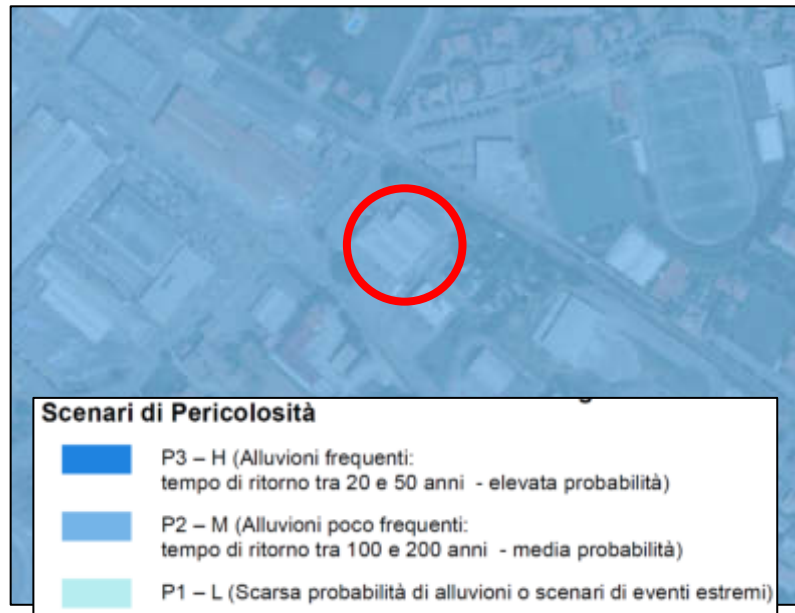 Scenari di Pericolosità
P3 – H (Alluvioni frequenti:
tempo di ritorno tra 20 e 50 anni - elevata probabilità)
P2 – M (Alluvioni poco frequenti:
tempo di ritorno tra 100 e 200 anni - media probabilità)
P1 – L (Scarsa probabilità di alluvioni o scenari di eventi estremi)